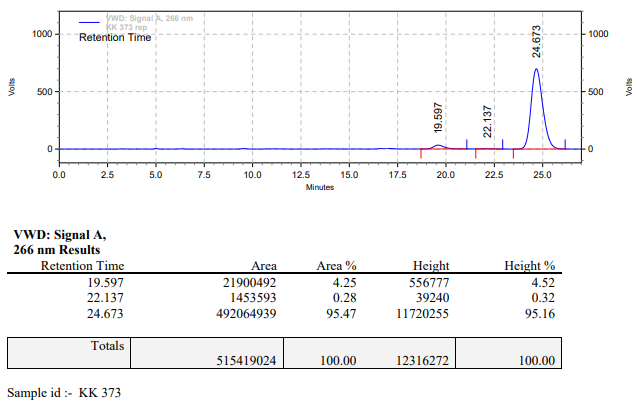 VWD: Signal A, 266 nm
KK 373 rep
Retention Time
1000
500
0
Volts
1000
500
0
Volts
19.597
22.137
24.673
0.0 2.5 5.0 7.5 10.0 12.5 15.0 17.5 20.0 22.5 25.0
Minutes
VWD: Signal A,
266 nm Results
Retention Time Area Area % Height Height %
19.597 21900492 4.25 556777 4.52
22.137 1453593 0.28 39240 0.32
24.673 492064939 95.47 11720255 95.16
Totals
515419024 100.00 12316272 100.00
Sample id :- KK 373